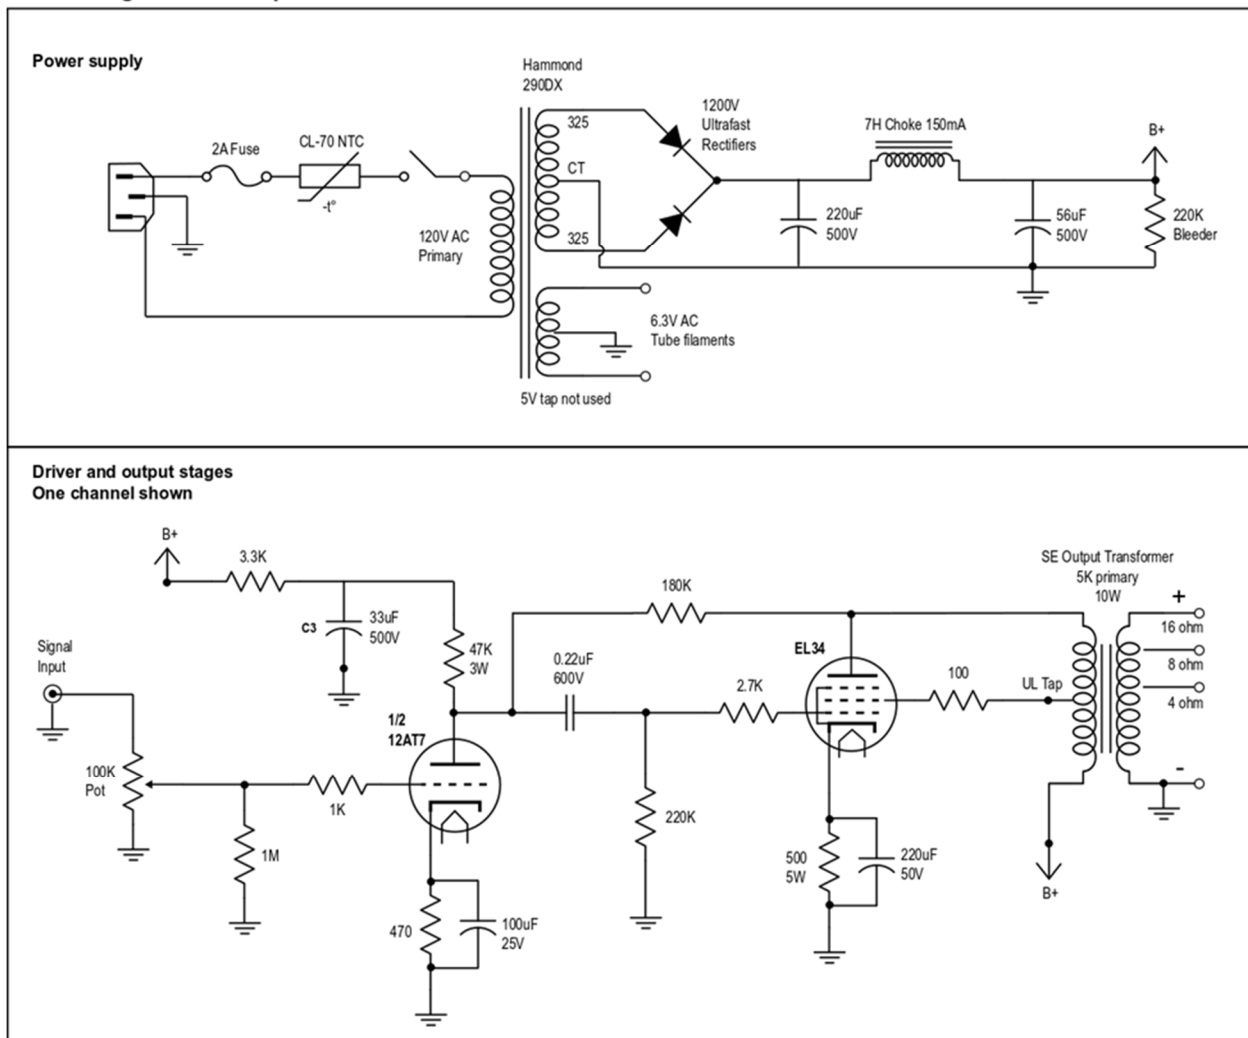 Power supply
Hammond
290DX
1200V
Ultrafast
Rectifiers
7H Choke 150mA
B+
2A Fuse
CL-70 NTC
-t°
325
CT
325
120V AC
Primary
220uF
500V
56uF
500V
220K
Bleeder
6.3V AC
Tube filaments
5V tap not used
Driver and output stages
One channel shown
B+
3.3K
C3
33uF
500V
47K
3W
180K
SE Output Transformer
5K primary
10W
+
16 ohm
8 ohm
4 ohm
-
Signal
Input
0.22uF
600V
EL34
2.7K
100
UL Tap
1/2
12AT7
100K
Pot
1K
1M
220K
470
100uF
25V
500
5W
220uF
50V
B+